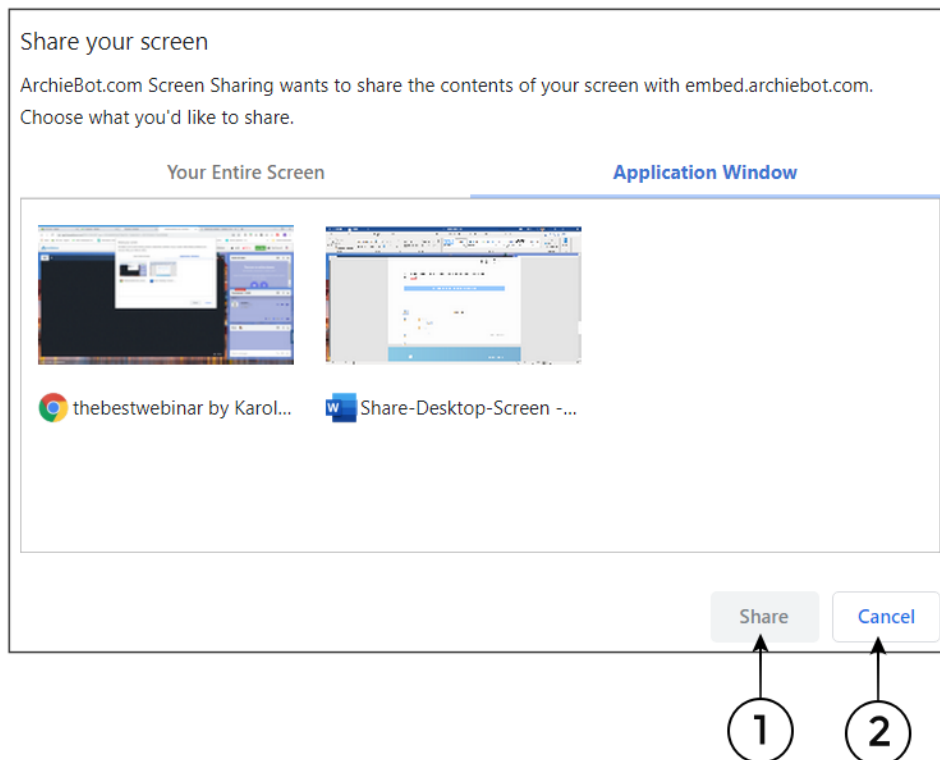 Share your screen
ArchieBot.com Screen Sharing wants to share the contents of your screen with embed.archiebot.com.
Choose what you'd like to share.
Your Entire Screen Application Window
thebestwebinar by Karol... Share-Desktop-Screen -...
Share Cancel
1 2